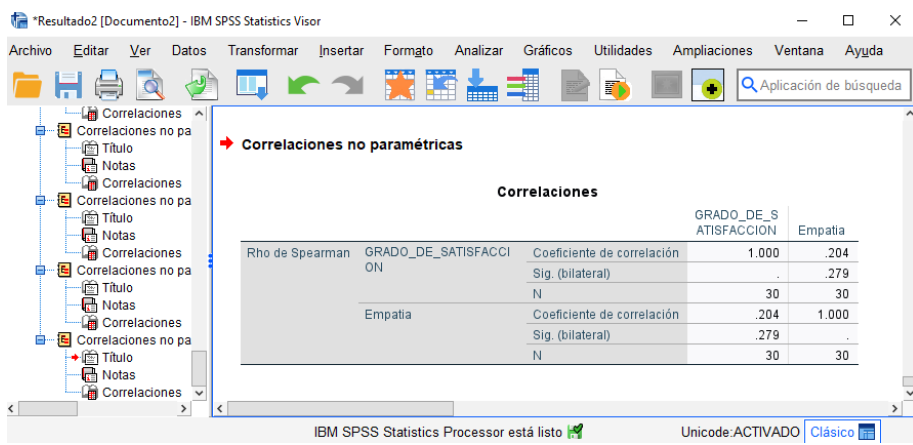 *Resultado2 [Documento2] - IBM SPSS Statistics Visor
Archivo Editar Ver Datos Transformar Insertar Formato Analizar Gráficos Utilidades Ampliaciones Ventana Ayuda
Aplicación de búsqueda
Correlaciones
Correlaciones no pa
Título
Notas
Correlaciones
Correlaciones no pa
Título
Notas
Correlaciones
Correlaciones no pa
Título
Notas
Correlaciones
Correlaciones no pa
Título
Notas
Correlaciones
Correlaciones no paramétricas
Correlaciones
GRADO_DE_S
ATISFACCION Empatia
Rho de Spearman GRADO_DE_SATISFACCI
ON Coeficiente de correlación 1.000 .204
Sig. (bilateral) . .279
N 30 30
Empatia Coeficiente de correlación .204 1.000
Sig. (bilateral) .279 .
N 30 30
IBM SPSS Statistics Processor está listo Unicode:ACTIVADO Clásico